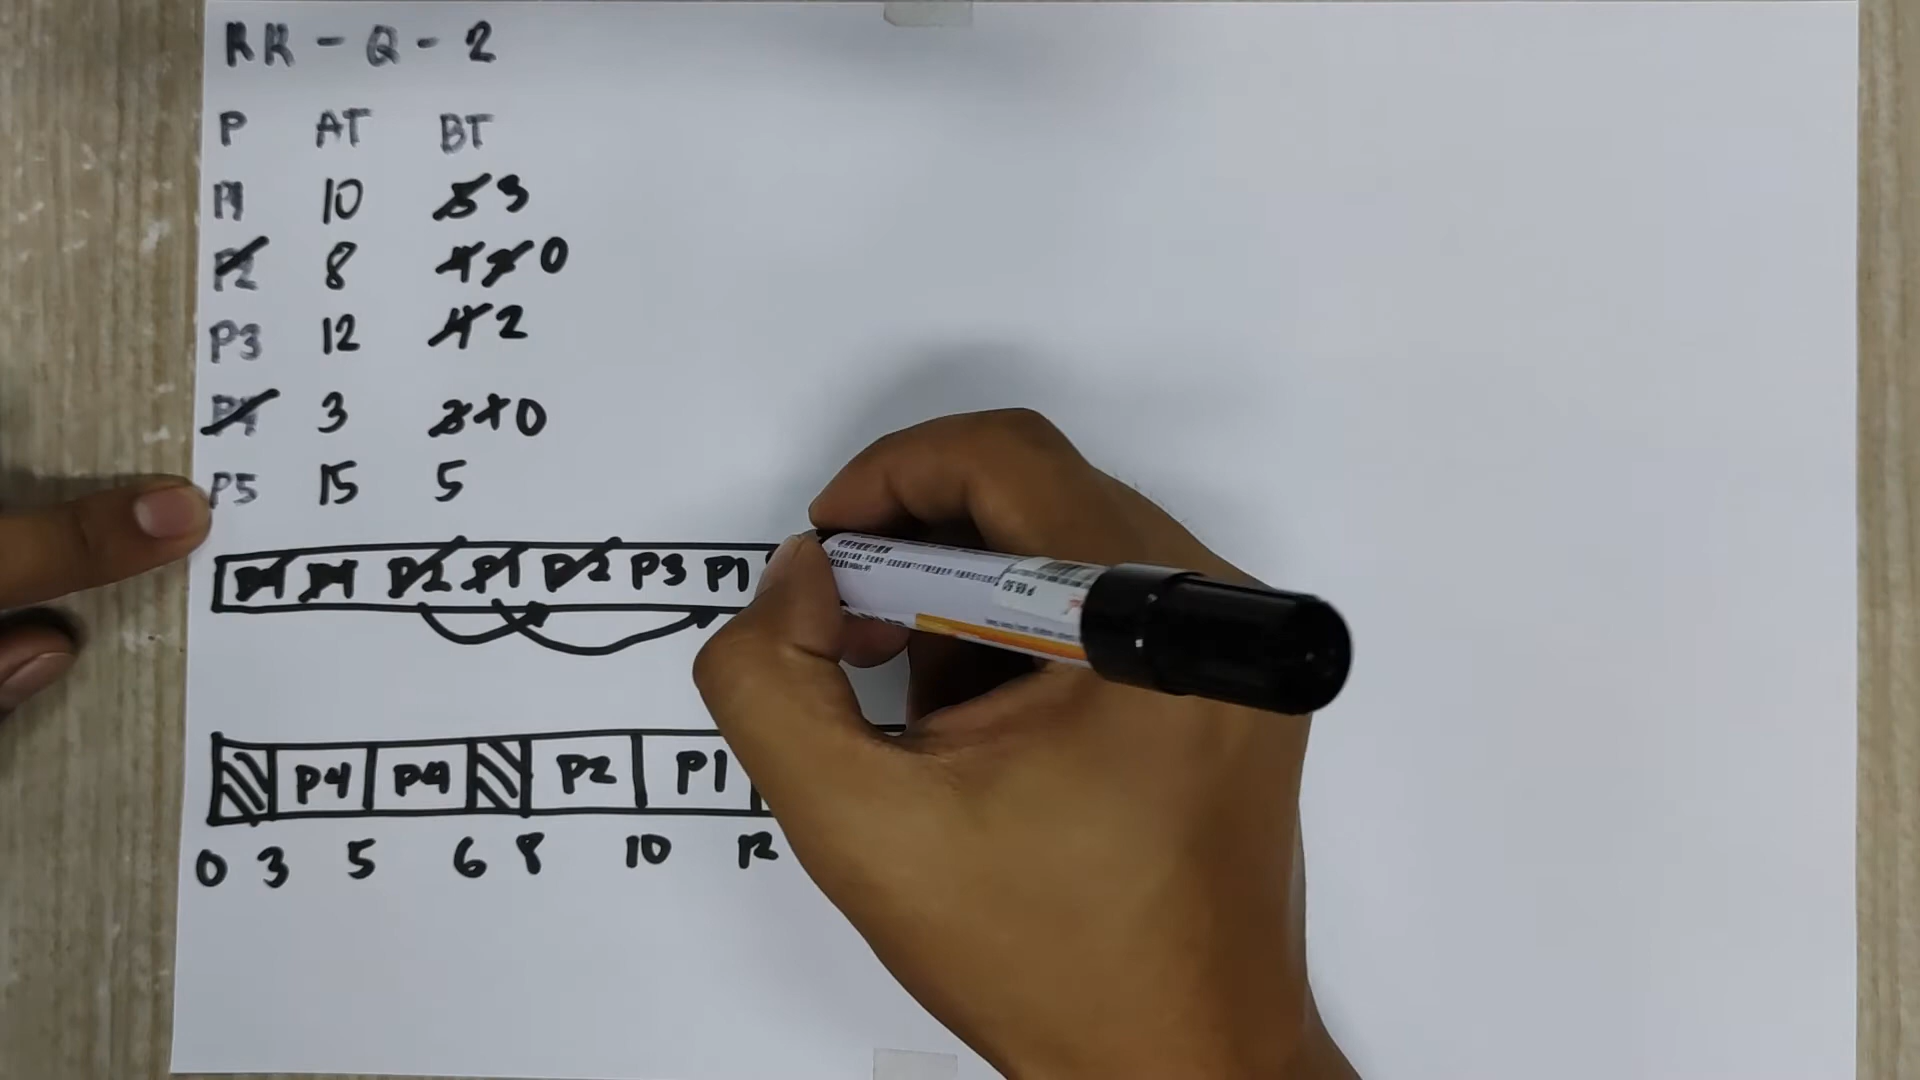 RR - Q - 2
P AT BT
P1 10 5 3
P2 8 4 2 0
P3 12 4 2
P4 3 3 1 0
P5 15 5
P4 P4 P2 P1 P2 P3 P1
P4 P4 P2 P1
0 3 5 6 8 10 12